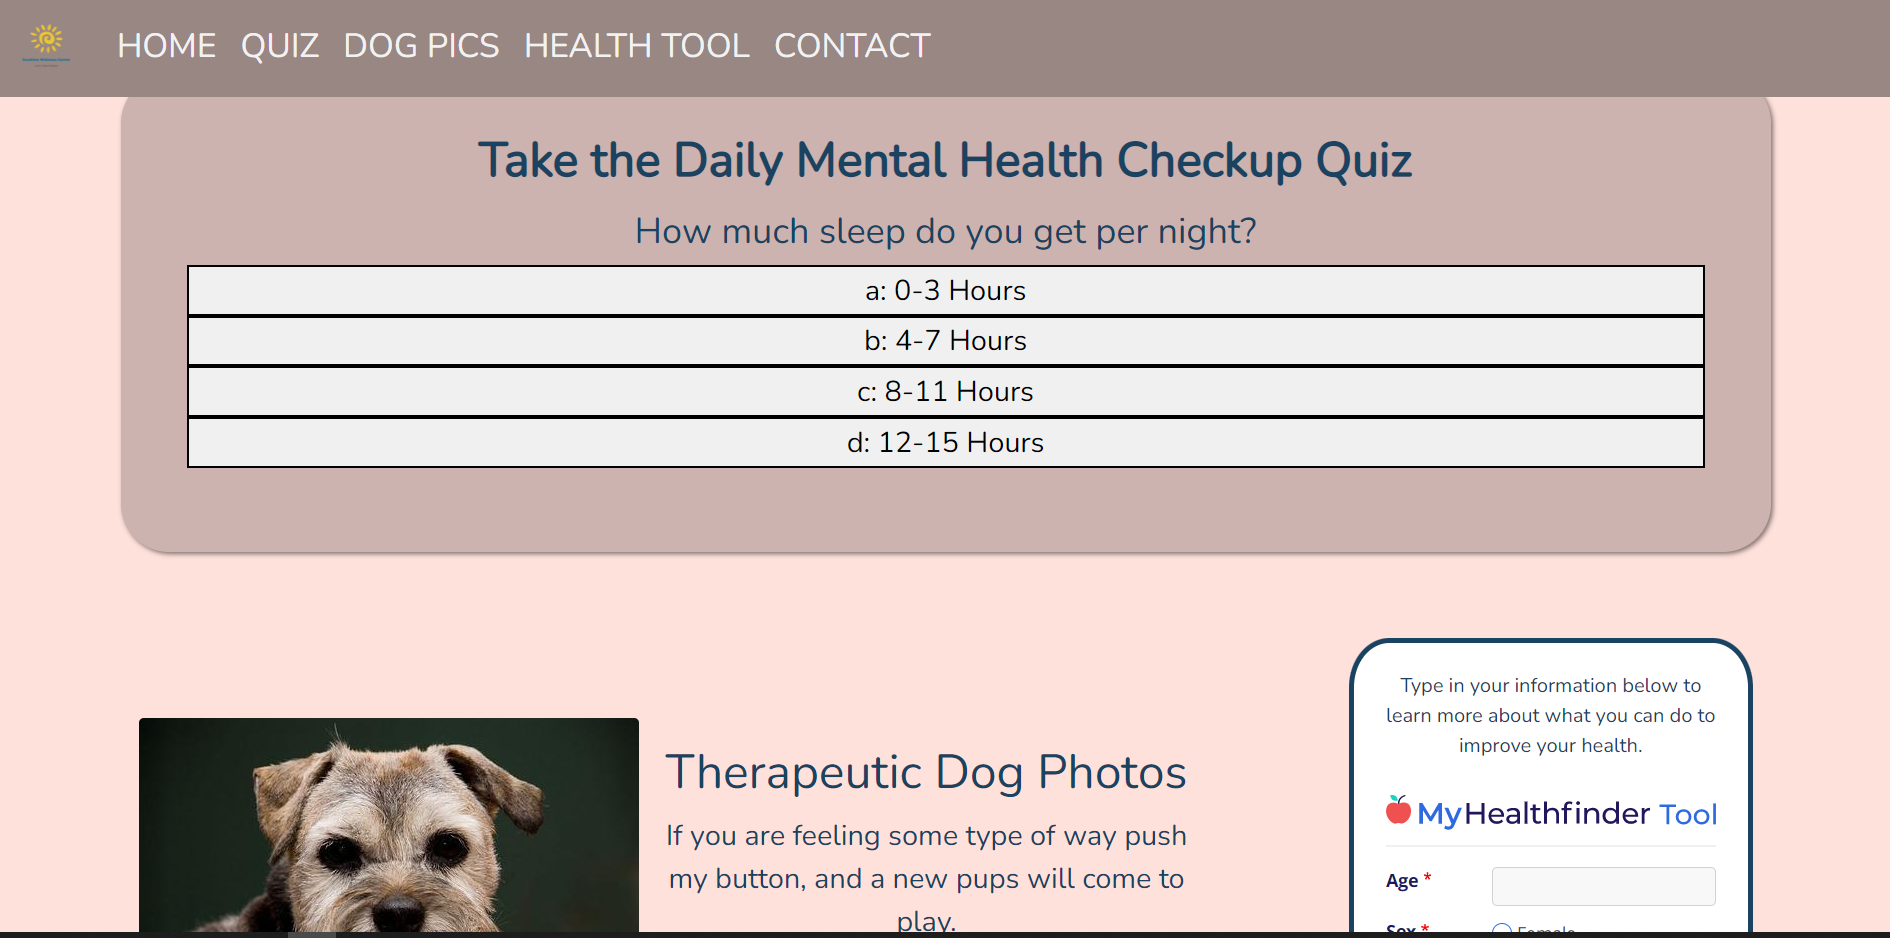 HOME QUIZ DOG PICS HEALTH TOOL CONTACT
Take the Daily Mental Health Checkup Quiz
How much sleep do you get per night?
a: 0-3 Hours
b: 4-7 Hours
c: 8-11 Hours
d: 12-15 Hours
Therapeutic Dog Photos
If you are feeling some type of way push
my button, and a new pups will come to
play.
Type in your information below to
learn more about what you can do to
improve your health.
MyHealthfinder Tool
Age *
Sex * Female